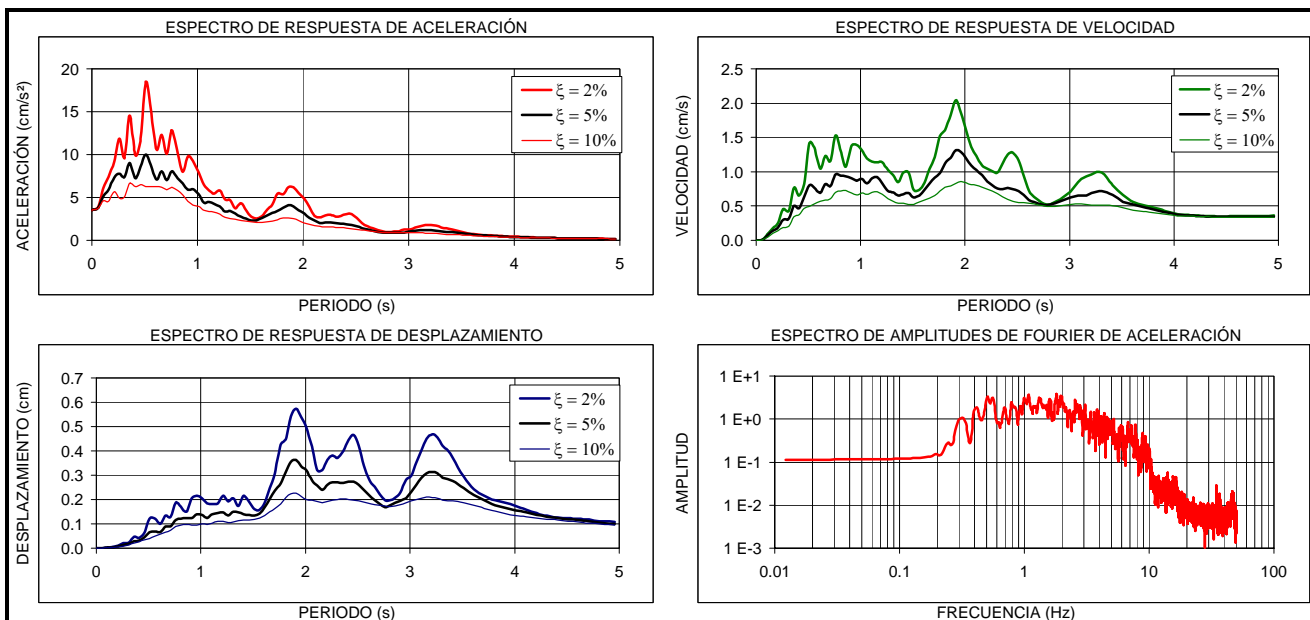 ESPECTRO DE RESPUESTA DE ACELERACIÓN
ACELERACIÓN (cm/s²)
20
15
10
5
0
ξ = 2%
ξ = 5%
ξ = 10%
0 1 2 3 4 5
PERIODO (s)
ESPECTRO DE RESPUESTA DE VELOCIDAD
VELOCIDAD (cm/s)
2.5
2.0
1.5
1.0
0.5
0.0
ξ = 2%
ξ = 5%
ξ = 10%
0 1 2 3 4 5
PERIODO (s)
ESPECTRO DE RESPUESTA DE DESPLAZAMIENTO
DESPLAZAMIENTO (cm)
0.7
0.6
0.5
0.4
0.3
0.2
0.1
0.0
ξ = 2%
ξ = 5%
ξ = 10%
0 1 2 3 4 5
PERIODO (s)
ESPECTRO DE AMPLITUDES DE FOURIER DE ACELERACIÓN
AMPLITUD
1 E+1
1 E+0
1 E-1
1 E-2
1 E-3
0.01 0.1 1 10 100
FRECUENCIA (Hz)